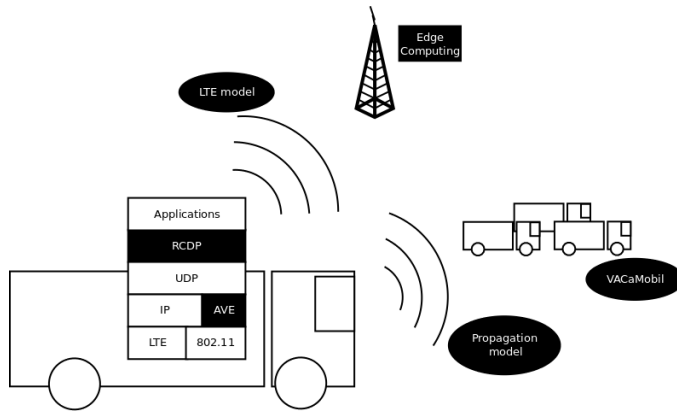 Edge
Computing
LTE model
Applications
RCDP
UDP
IP
AVE
LTE
802.11
VACaMobil
Propagation
model